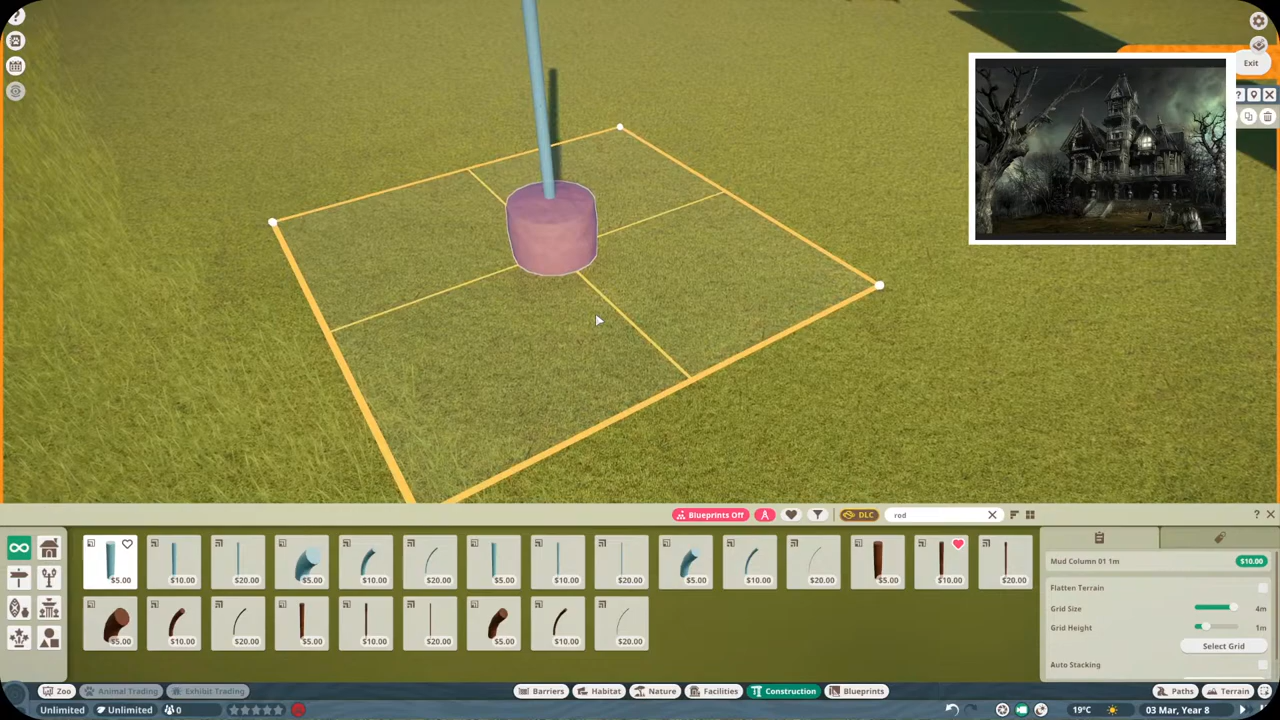 ?
Exit
?
Blueprints Off
DLC
rod
?
$5.00
$10.00
$20.00
$5.00
$10.00
$20.00
$5.00
$10.00
$20.00
$5.00
$10.00
$20.00
$5.00
$10.00
$20.00
$5.00
$10.00
$20.00
$5.00
$10.00
$20.00
$5.00
$10.00
$20.00
Mud Column 01 1m
$10.00
Flatten Terrain
Grid Size
4m
Grid Height
1m
Select Grid
Auto Stacking
Zoo
Animal Trading
Exhibit Trading
Barriers
Habitat
Nature
Facilities
Construction
Blueprints
Paths
Terrain
Unlimited
Unlimited
0
19°C
03 Mar, Year 8